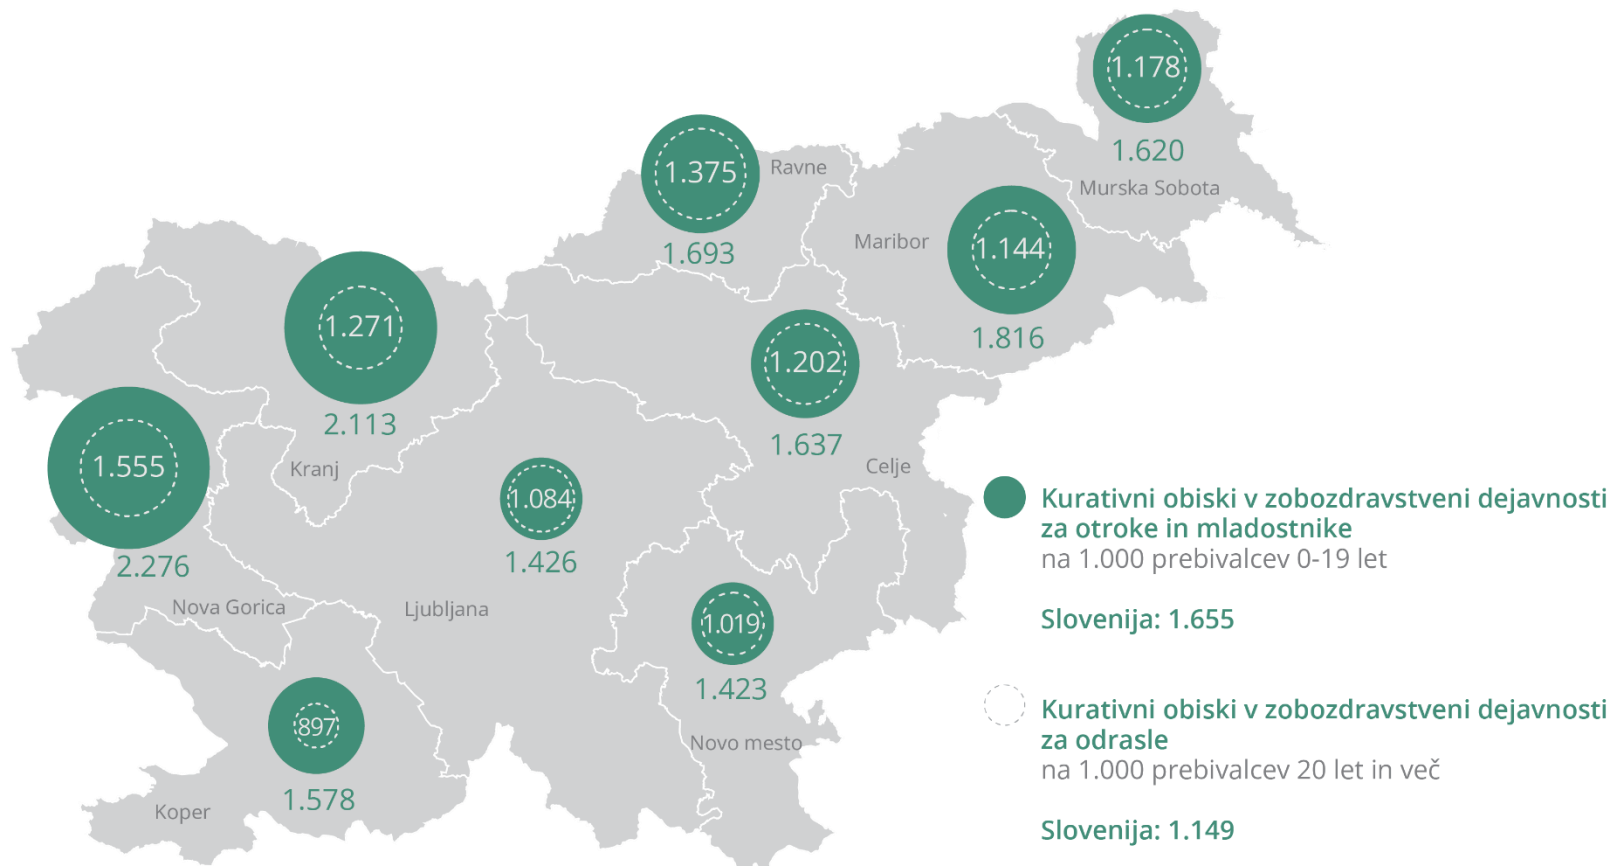 1.178
1.620
Murska Sobota
1.375
Ravne
1.693
Maribor
1.144
1.816
1.271
2.113
Kranj
1.202
1.637
Celje
1.555
2.276
Nova Gorica
1.084
1.426
Ljubljana
1.019
1.423
Novo mesto
897
1.578
Koper
Kurativni obiski v zobozdravstveni dejavnosti
za otroke in mladostnike
na 1.000 prebivalcev 0-19 let
Slovenija: 1.655
Kurativni obiski v zobozdravstveni dejavnosti
za odrasle
na 1.000 prebivalcev 20 let in več
Slovenija: 1.149